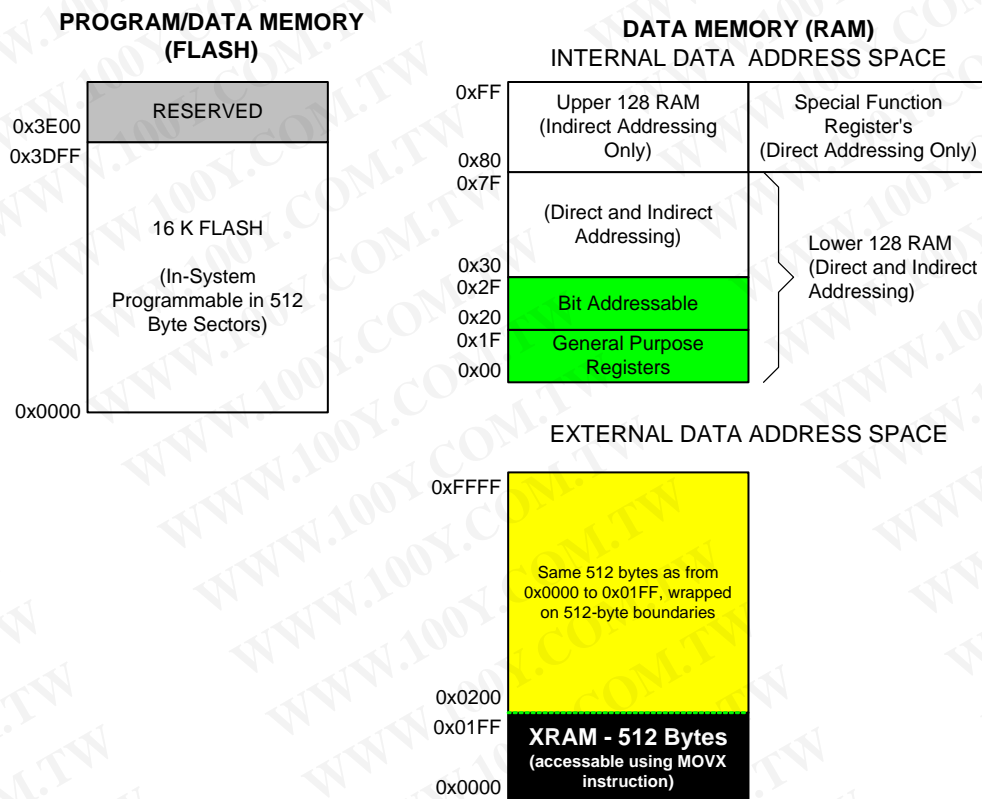 PROGRAM/DATA MEMORY
(FLASH)
RESERVED
0x3E00
0x3DFF
16 K FLASH
(In-System
Programmable in 512
Byte Sectors)
0x0000
DATA MEMORY (RAM)
INTERNAL DATA ADDRESS SPACE
0xFF
Upper 128 RAM
(Indirect Addressing
Only)
Special Function
Register's
(Direct Addressing Only)
0x80
0x7F
(Direct and Indirect
Addressing)
Lower 128 RAM
(Direct and Indirect
Addressing)
0x30
0x2F
Bit Addressable
0x20
0x1F
General Purpose
Registers
0x00
EXTERNAL DATA ADDRESS SPACE
0xFFFF
Same 512 bytes as from
0x0000 to 0x01FF, wrapped
on 512-byte boundaries
0x0200
0x01FF
XRAM - 512 Bytes
(accessable using MOVX
instruction)
0x0000
WWW.100Y.COM.TW